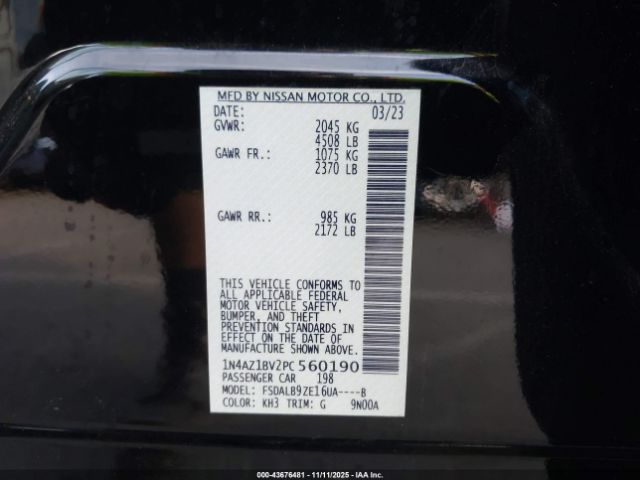 MFD BY NISSAN MOTOR CO., LTD.
DATE: 03/23
GVWR: 2045 KG
4508 LB
GAWR FR.: 1075 KG
2370 LB
GAWR RR.: 985 KG
2172 LB
THIS VEHICLE CONFORMS TO
ALL APPLICABLE FEDERAL
MOTOR VEHICLE SAFETY,
BUMPER, AND THEFT
PREVENTION STANDARDS IN
EFFECT ON THE DATE OF
MANUFACTURE SHOWN ABOVE.
1N4AZ1BV2PC560190
PASSENGER CAR 198
MODEL: FSDALB9ZE16UA----B
COLOR: KH3 TRIM: G 9N00A
000-43676481 - 11/11/2025 - IAA Inc.